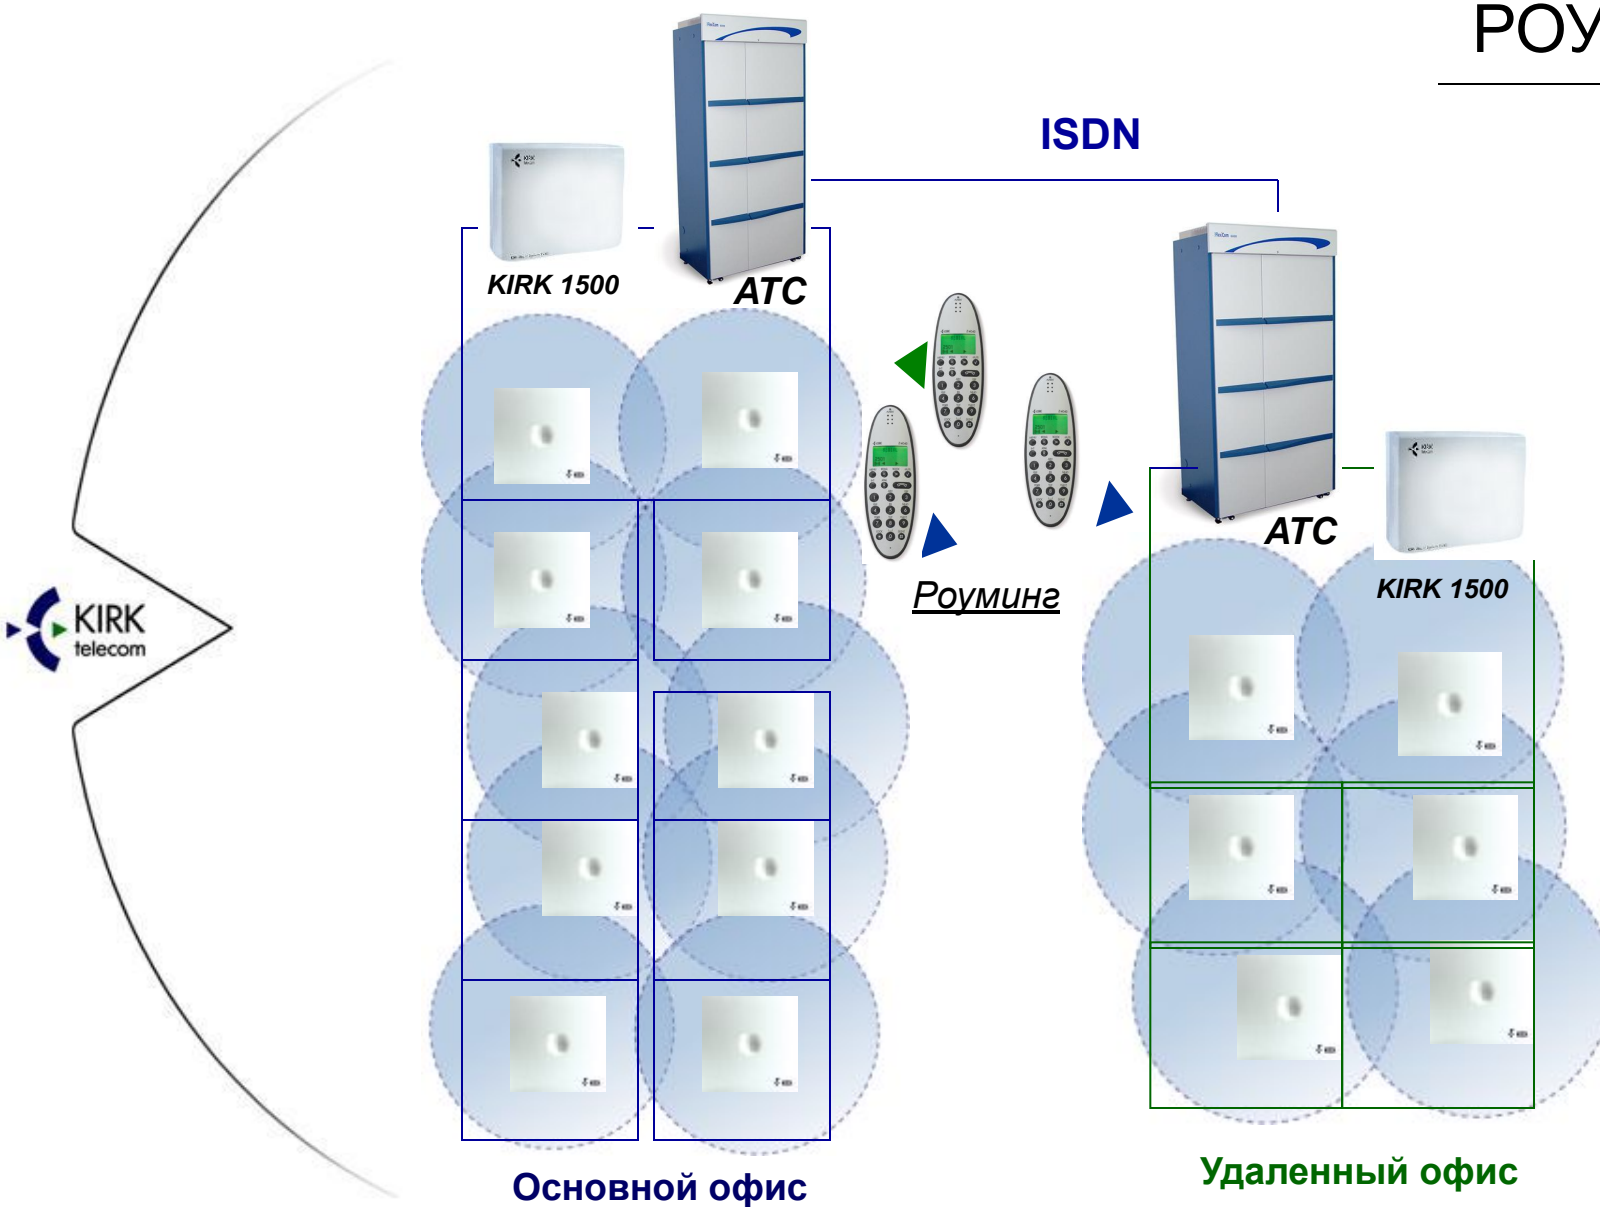 РОУ
ISDN
KIRK 1500
АТС
АТС
KIRK 1500
Роуминг
KIRK
telecom
Основной офис
Удаленный офис